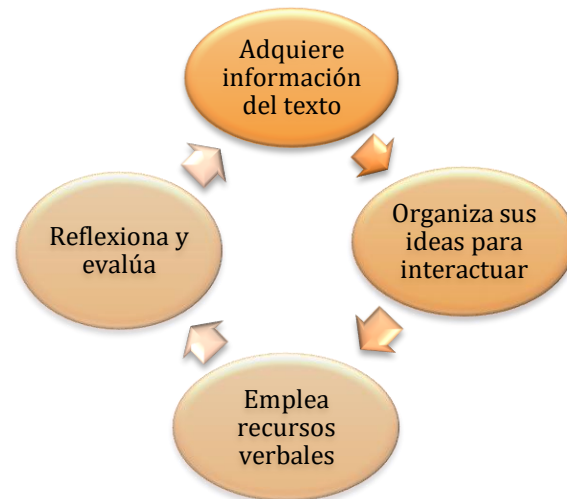 Adquiere
información
del texto
Organiza sus
ideas para
interactuar
Emplea
recursos
verbales
Reflexiona y
evalúa